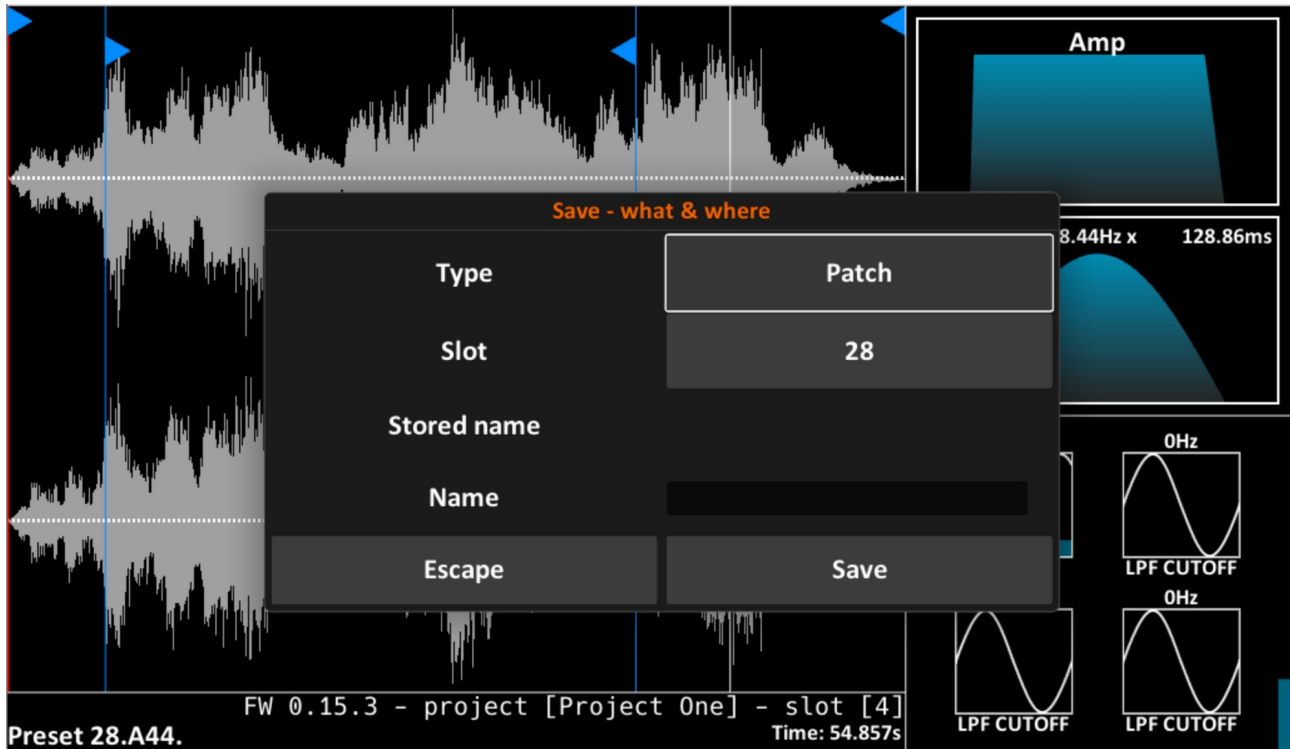 Amp
8.44Hz x 128.86ms
Save - what & where
Type Patch
Slot 28
Stored name
Name
Escape Save
0Hz
LPF CUTOFF
0Hz
LPF CUTOFF LPF CUTOFF
FW 0.15.3 - project [Project One] - slot [4]
Preset 28.A44. Time: 54.857s